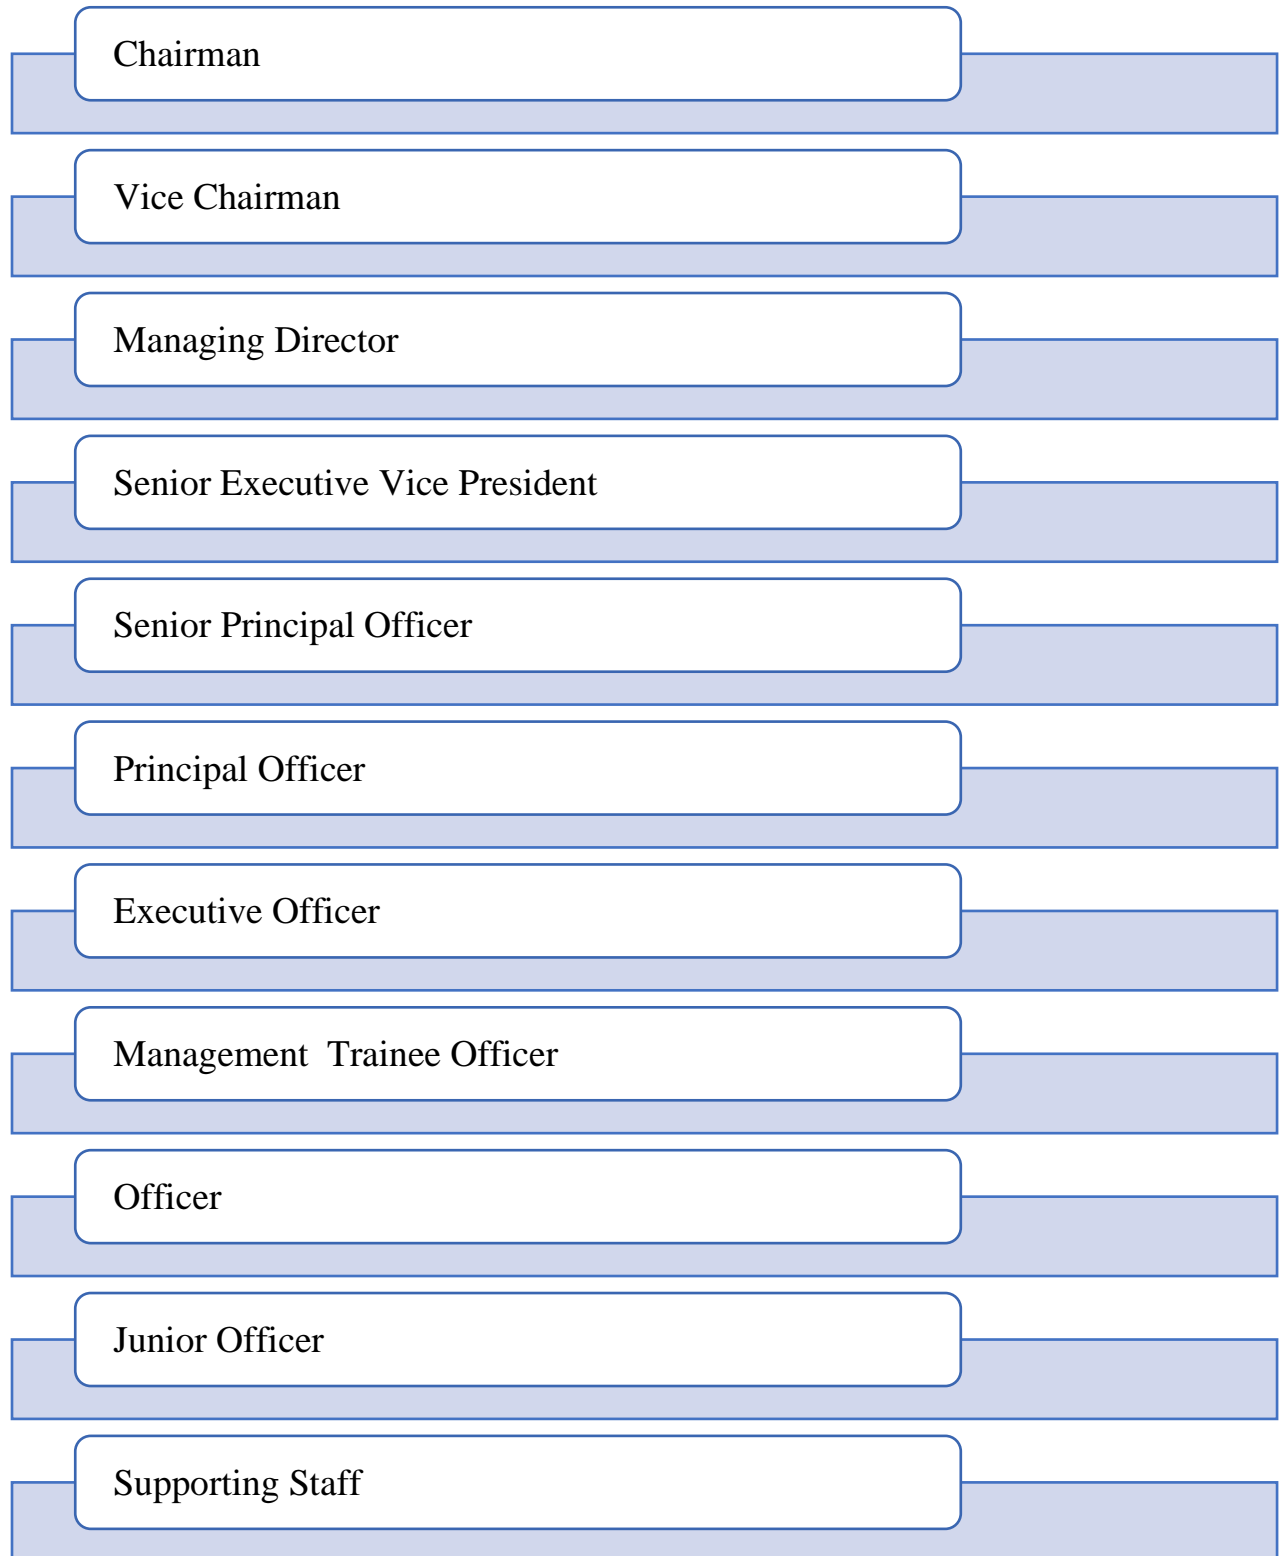 Chairman
Vice Chairman
Managing Director
Senior Executive Vice President
Senior Principal Officer
Principal Officer
Executive Officer
Management  Trainee Officer
Officer
Junior Officer
Supporting Staff